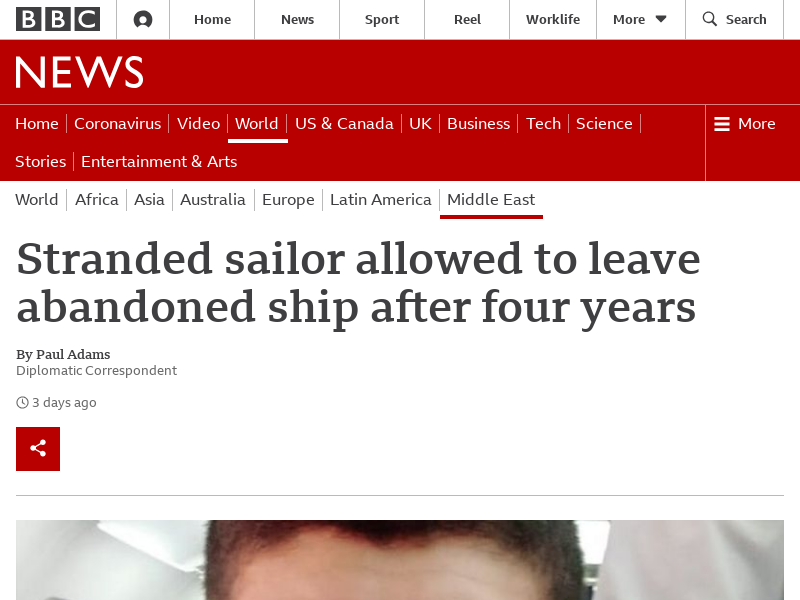 BBC Home News Sport Reel Worklife More Search
NEWS
Home Coronavirus Video World US & Canada UK Business Tech Science More
Stories Entertainment & Arts
World Africa Asia Australia Europe Latin America Middle East
Stranded sailor allowed to leave
abandoned ship after four years
By Paul Adams
Diplomatic Correspondent
3 days ago